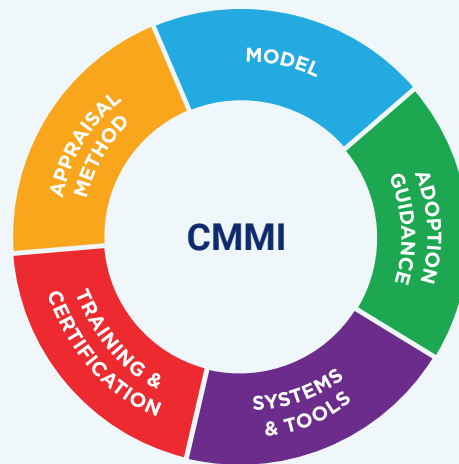 MODEL
ADOPTION
GUIDANCE
SYSTEMS
& TOOLS
TRAINING &
CERTIFICATION
APPRAISAL
METHOD
CMMI